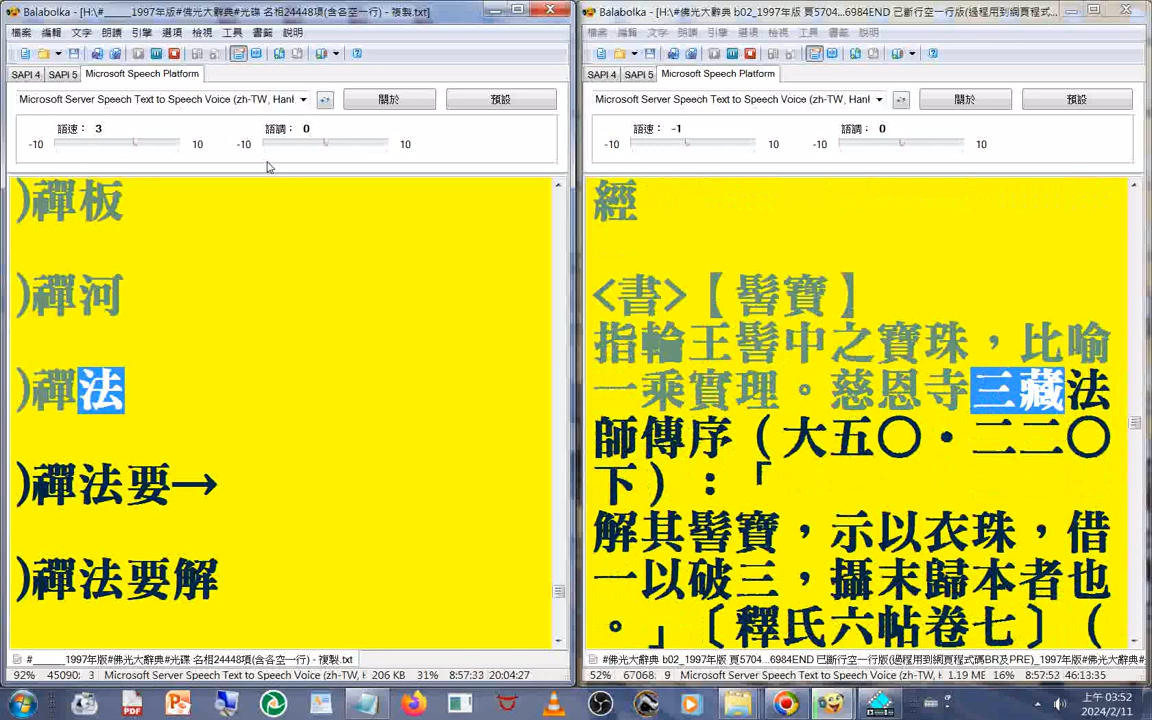 Balabolka - [H:\#_____1997年版#佛光大辭典#光碟 名相24448項(含各空一行) - 複製.txt]
檔案 編輯 文字 朗讀 引擎 選項 檢視 工具 書籤 說明
SAPI 4 SAPI 5 Microsoft Speech Platform
Microsoft Server Speech Text to Speech Voice (zh-TW, Hanl 關於 預設
語速： 3 語調： 0
-10 10 -10 10
)禪板
)禪河
)禪法
)禪法要→
)禪法要解
#_____1997年版#佛光大辭典#光碟 名相24448項(含各空一行) - 複製.txt
92% 45090: 3 Microsoft Server Speech Text to Speech Voice (zh-TW, H 206 KB 31% 8:57:33 20:04:27
Balabolka - [H:\#佛光大辭典 b02_1997年版 頁5704...6984END 已斷行空一行版(過程用到網頁程式...
檔案 編輯 文字 朗讀 引擎 選項 檢視 工具 書籤 說明
SAPI 4 SAPI 5 Microsoft Speech Platform
Microsoft Server Speech Text to Speech Voice (zh-TW, Hanl 關於 預設
語速： -1 語調： 0
-10 10 -10 10
經
<書>【髻寶】
指輪王髻中之寶珠，比喻
一乘實理。慈恩寺三藏法
師傳序（大五〇・二二〇
下）：「
解其髻寶，示以衣珠，借
一以破三，攝末歸本者也
。」〔釋氏六帖卷七〕（
#佛光大辭典 b02_1997年版 頁5704...6984END 已斷行空一行版(過程用到網頁程式碼BR及PRE)_1997年版#佛光大辭典#
52% 67068: 9 Microsoft Server Speech Text to Speech Voice (zh-TW, H 1.19 ME 16% 8:57:53 46:13:35
上午 03:52
2024/2/11